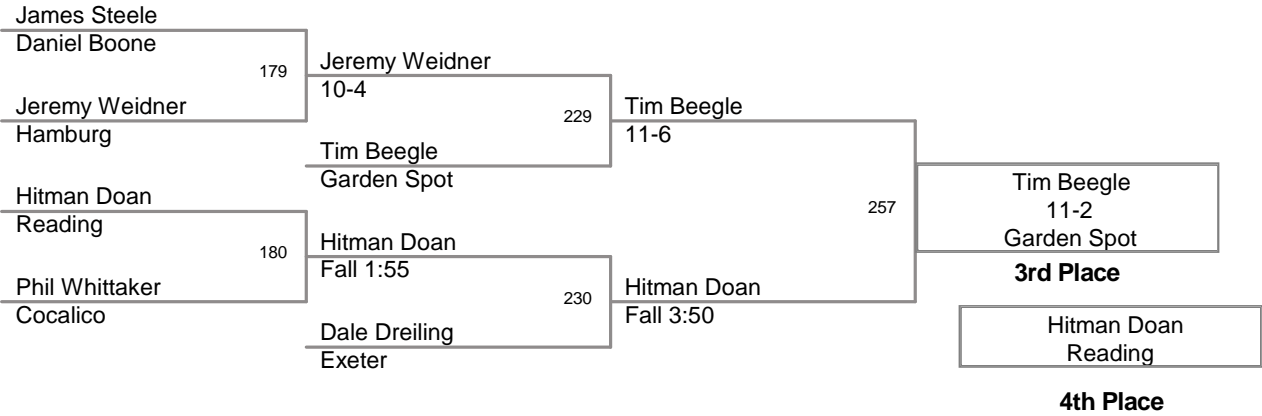 James Steele
Daniel Boone
179
Jeremy Weidner
Hamburg
Hitman Doan
Reading
180
Phil Whittaker
Cocalico
Jeremy Weidner
10-4
229
Tim Beegle
Garden Spot
Hitman Doan
Fall 1:55
230
Dale Dreiling
Exeter
Tim Beegle
11-6
257
Hitman Doan
Fall 3:50
Tim Beegle
11-2
Garden Spot
3rd Place
Hitman Doan
Reading
4th Place